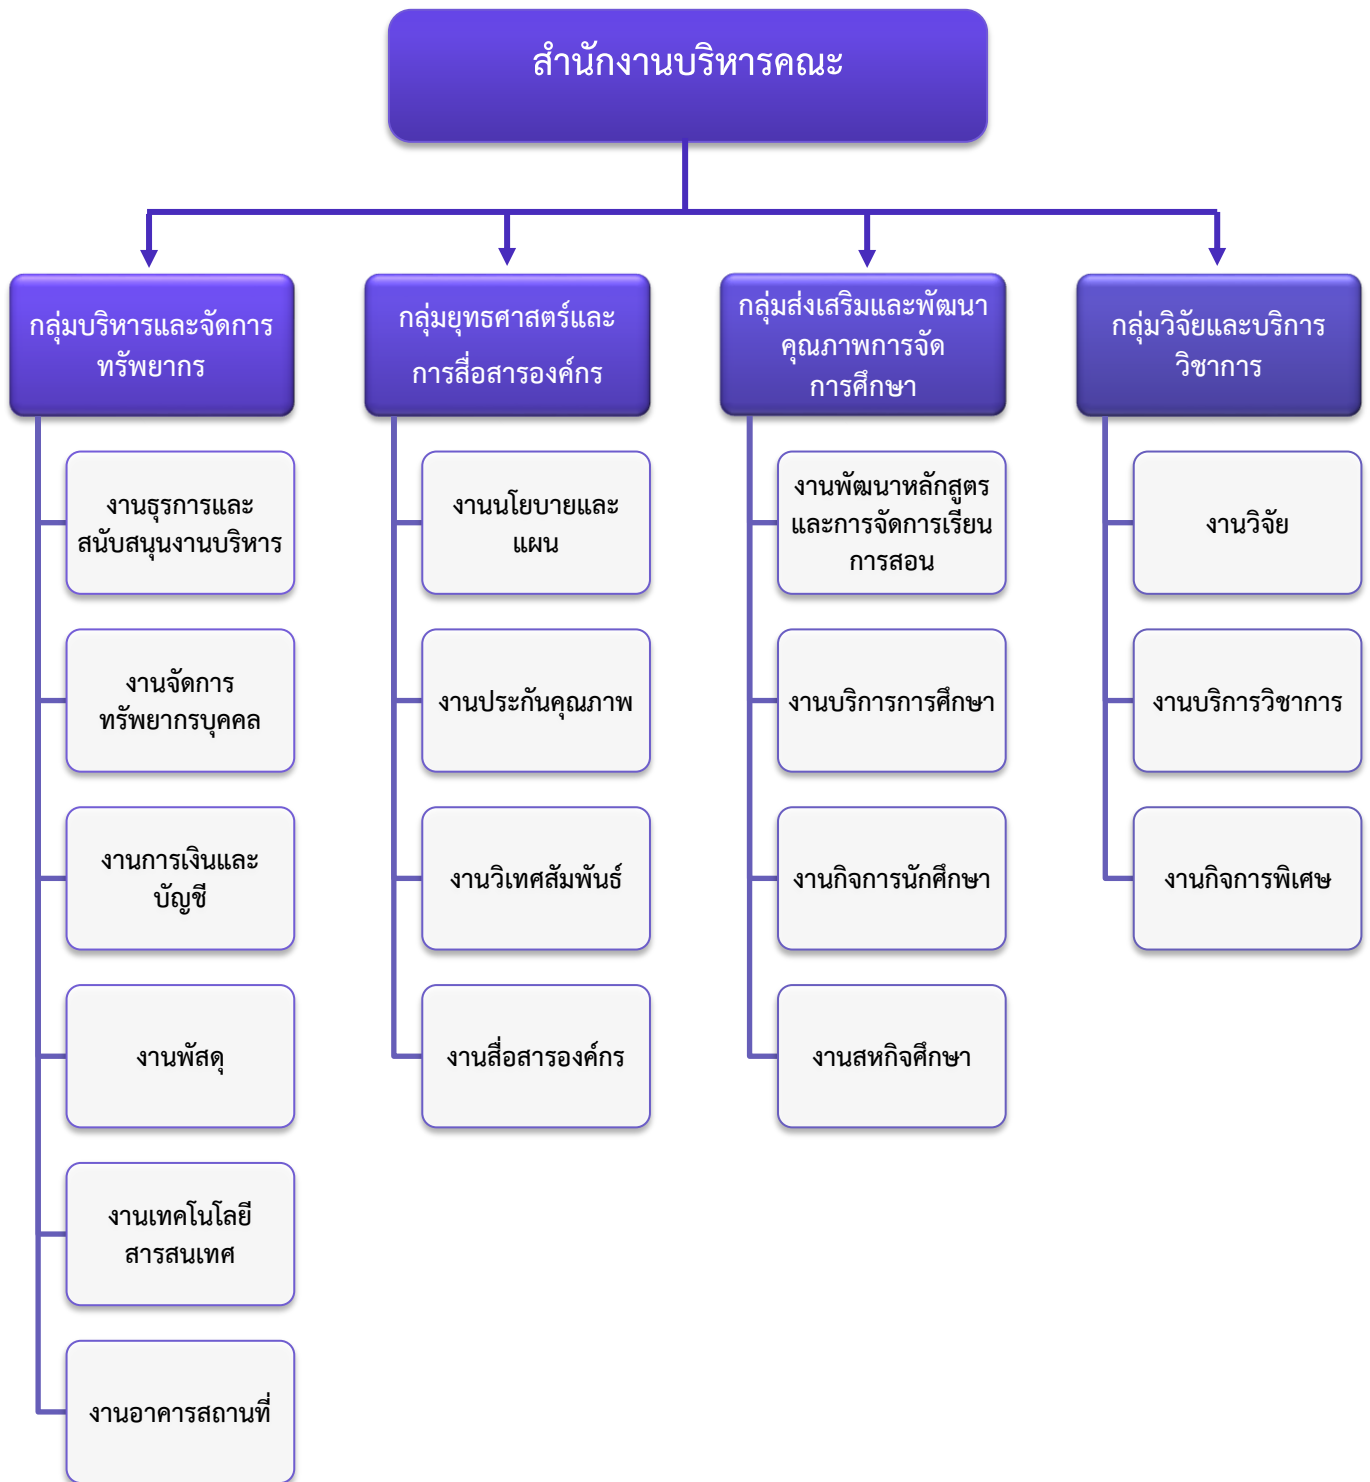 สำนักงานบริหารคณะ
กลุ่มบริหารและจัดการ
ทรัพยากร
งานธุรการและ
สนับสนุนงานบริหาร
งานจัดการ
ทรัพยากรบุคคล
งานการเงินและ
บัญชี
งานพัสดุ
งานเทคโนโลยี
สารสนเทศ
งานอาคารสถานที่
กลุ่มยุทธศาสตร์และ
การสื่อสารองค์กร
งานนโยบายและ
แผน
งานประกันคุณภาพ
งานวิเทศสัมพันธ์
งานสื่อสารองค์กร
กลุ่มส่งเสริมและพัฒนา
คุณภาพการจัด
การศึกษา
งานพัฒนาหลักสูตร
และการจัดการเรียน
การสอน
งานบริการการศึกษา
งานกิจการนักศึกษา
งานสหกิจศึกษา
กลุ่มวิจัยและบริการ
วิชาการ
งานวิจัย
งานบริการวิชาการ
งานกิจการพิเศษ